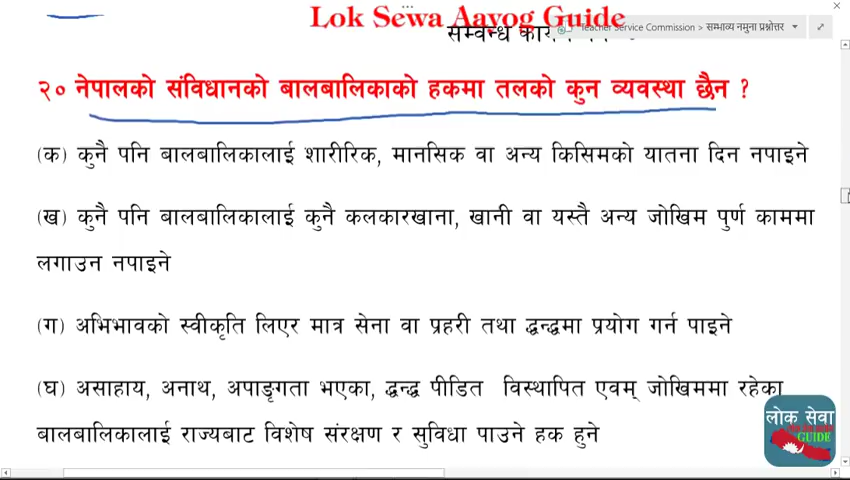 Lok Sewa Aayog Guide
Teacher Service Commission > सम्भाव्य नमुना प्रश्नोत्तर
२० नेपालको संविधानको बालबालिकाको हकमा तलको कुन व्यवस्था छैन ?
(क) कुनै पनि बालबालिकालाई शारीरिक, मानसिक वा अन्य किसिमको यातना दिन नपाइने
(ख) कुनै पनि बालबालिकालाई कुनै कलकारखाना, खानी वा यस्तै अन्य जोखिम पुर्ण काममा
लगाउन नपाइने
(ग) अभिभावको स्वीकृति लिएर मात्र सेना वा प्रहरी तथा द्धन्द्धमा प्रयोग गर्न पाइने
(घ) असाहाय, अनाथ, अपाङ्गता भएका, द्धन्द्ध पीडित विस्थापित एवम् जोखिममा रहेका
बालबालिकालाई राज्यबाट विशेष संरक्षण र सुविधा पाउने हक हुने
लोक सेवा
GUIDE